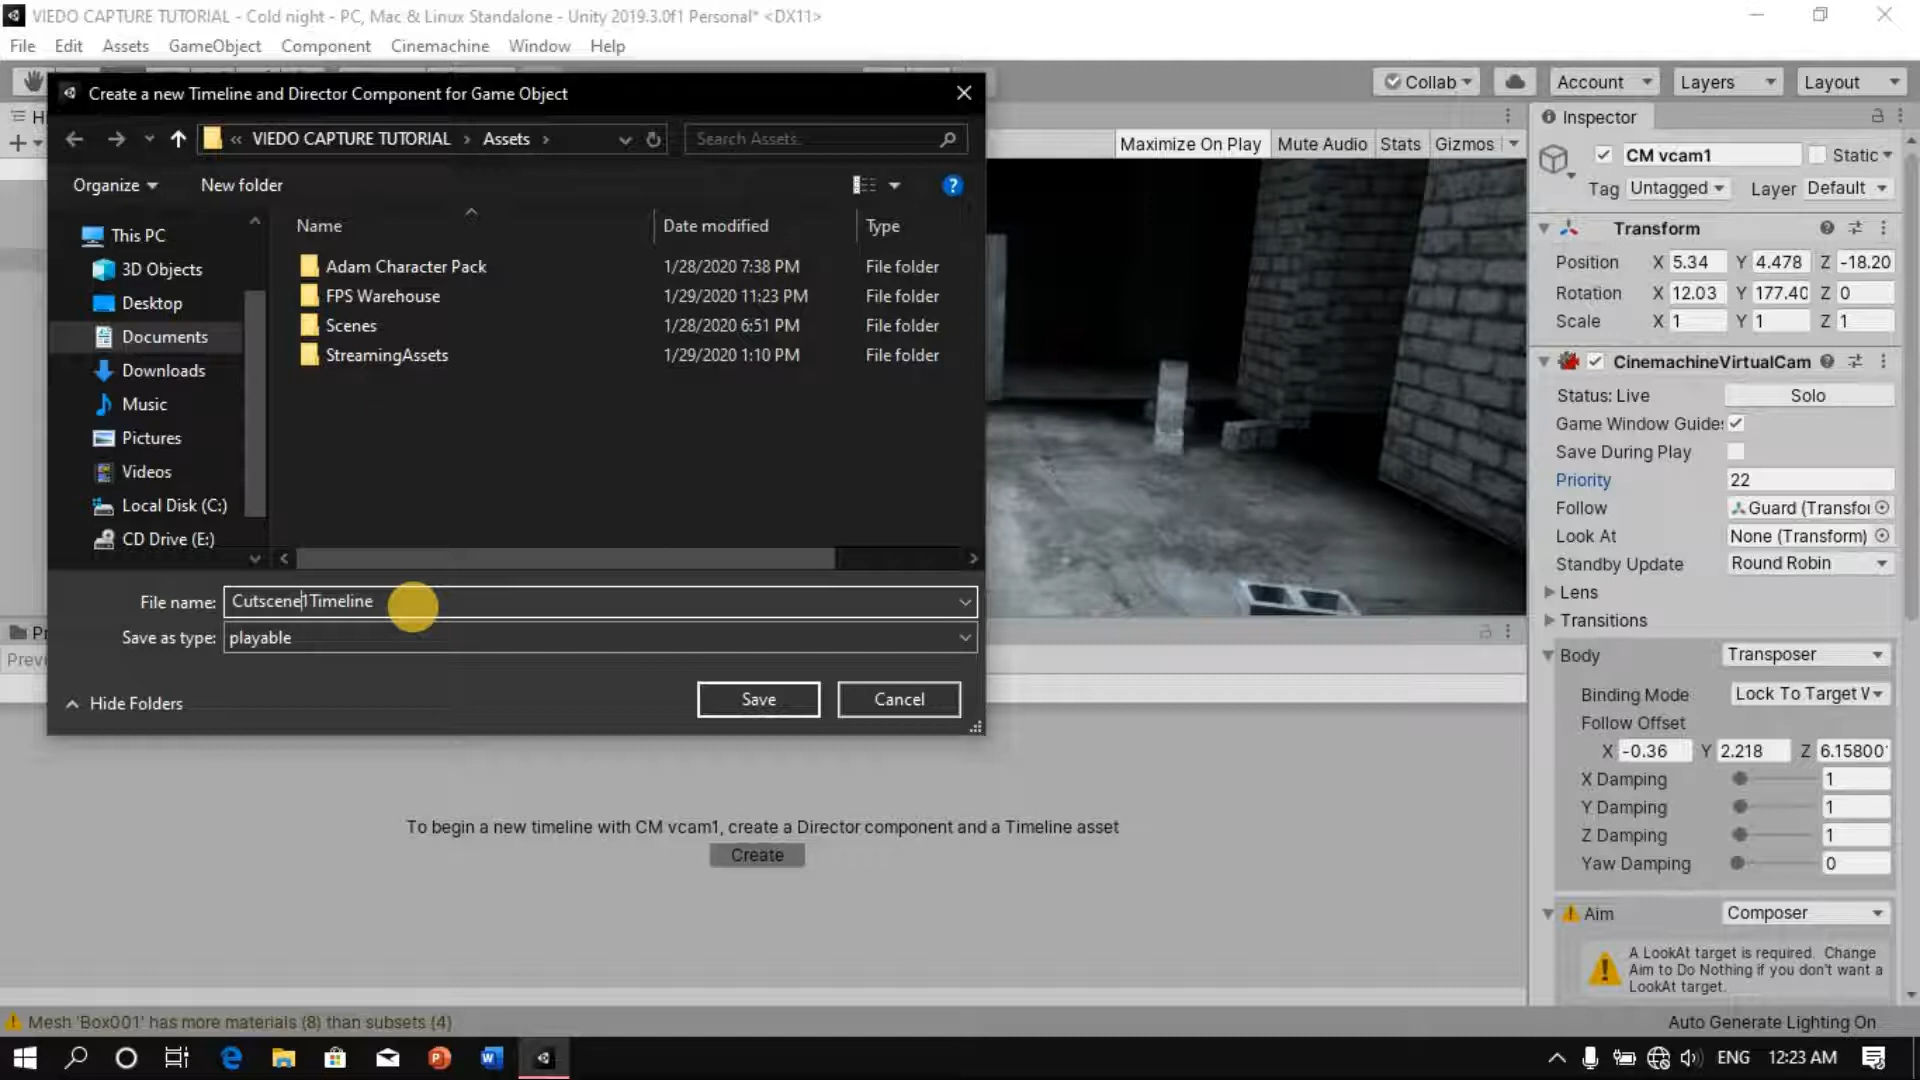 VIEDO CAPTURE TUTORIAL - Cold night - PC, Mac & Linux Standalone - Unity 2019.3.0f1 Personal* <DX11>
File Edit Assets GameObject Component Cinemachine Window Help
Collab Account Layers Layout
Create a new Timeline and Director Component for Game Object
« VIEDO CAPTURE TUTORIAL > Assets >
Search Assets
Organize New folder
Name Date modified Type
This PC
3D Objects
Desktop
Documents
Downloads
Music
Pictures
Videos
Local Disk (C:)
CD Drive (E:)
Adam Character Pack 1/28/2020 7:38 PM File folder
FPS Warehouse 1/29/2020 11:23 PM File folder
Scenes 1/28/2020 6:51 PM File folder
StreamingAssets 1/29/2020 1:10 PM File folder
File name: Cutscene1Timeline
Save as type: playable
Hide Folders
Save Cancel
Maximize On Play Mute Audio Stats Gizmos
To begin a new timeline with CM vcam1, create a Director component and a Timeline asset
Create
Inspector
CM vcam1 Static
Tag Untagged Layer Default
Transform
Position X 5.34 Y 4.478 Z -18.20
Rotation X 12.03 Y 177.40 Z 0
Scale X 1 Y 1 Z 1
CinemachineVirtualCam
Status: Live Solo
Game Window Guides
Save During Play
Priority 22
Follow Guard (Transfor
Look At None (Transform)
Standby Update Round Robin
Lens
Transitions
Body Transposer
Binding Mode Lock To Target W
Follow Offset
X -0.36 Y 2.218 Z 6.15800
X Damping 1
Y Damping 1
Z Damping 1
Yaw Damping 0
Aim Composer
A LookAt target is required. Change
Aim to Do Nothing if you don't want a
LookAt target.
Mesh 'Box001' has more materials (8) than subsets (4)
Auto Generate Lighting On
ENG 12:23 AM